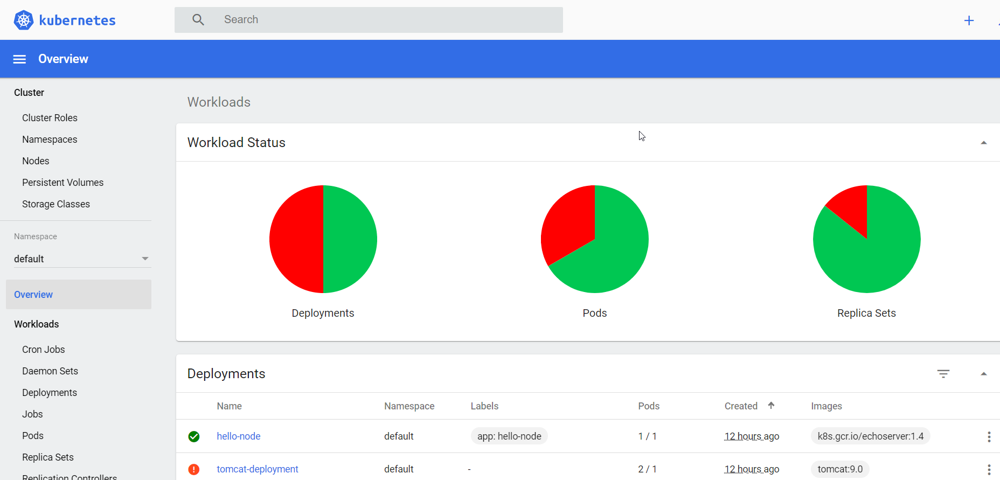 kubernetes
Search
Overview
Cluster
Cluster Roles
Namespaces
Nodes
Persistent Volumes
Storage Classes
Namespace
default
Overview
Workloads
Cron Jobs
Daemon Sets
Deployments
Jobs
Pods
Replica Sets
Replication Controllers
Workloads
Workload Status
Deployments Pods Replica Sets
Deployments
Name Namespace Labels Pods Created Images
hello-node default app: hello-node 1 / 1 12 hours ago k8s.gcr.io/echoserver:1.4
tomcat-deployment default - 2 / 1 12 hours ago tomcat:9.0